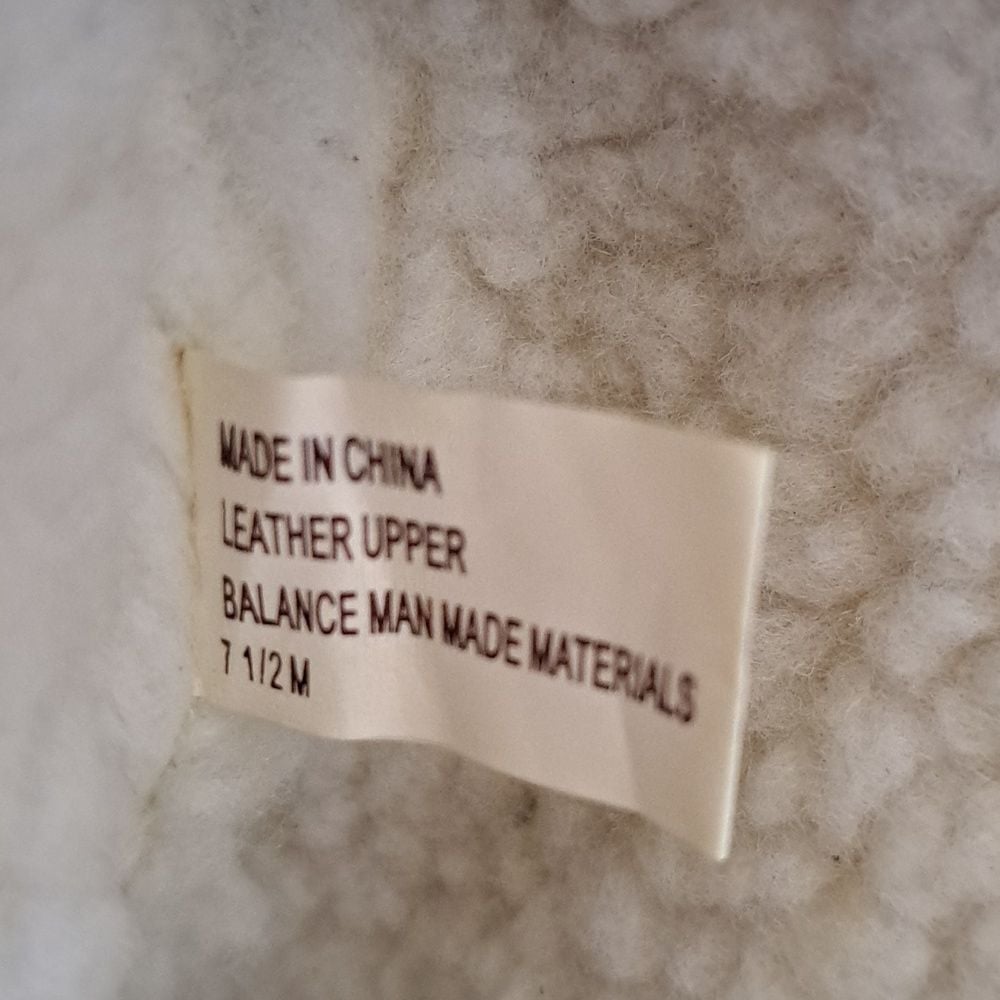 MADE IN CHINA
LEATHER UPPER
BALANCE MAN MADE MATERIALS
7 1/2 M